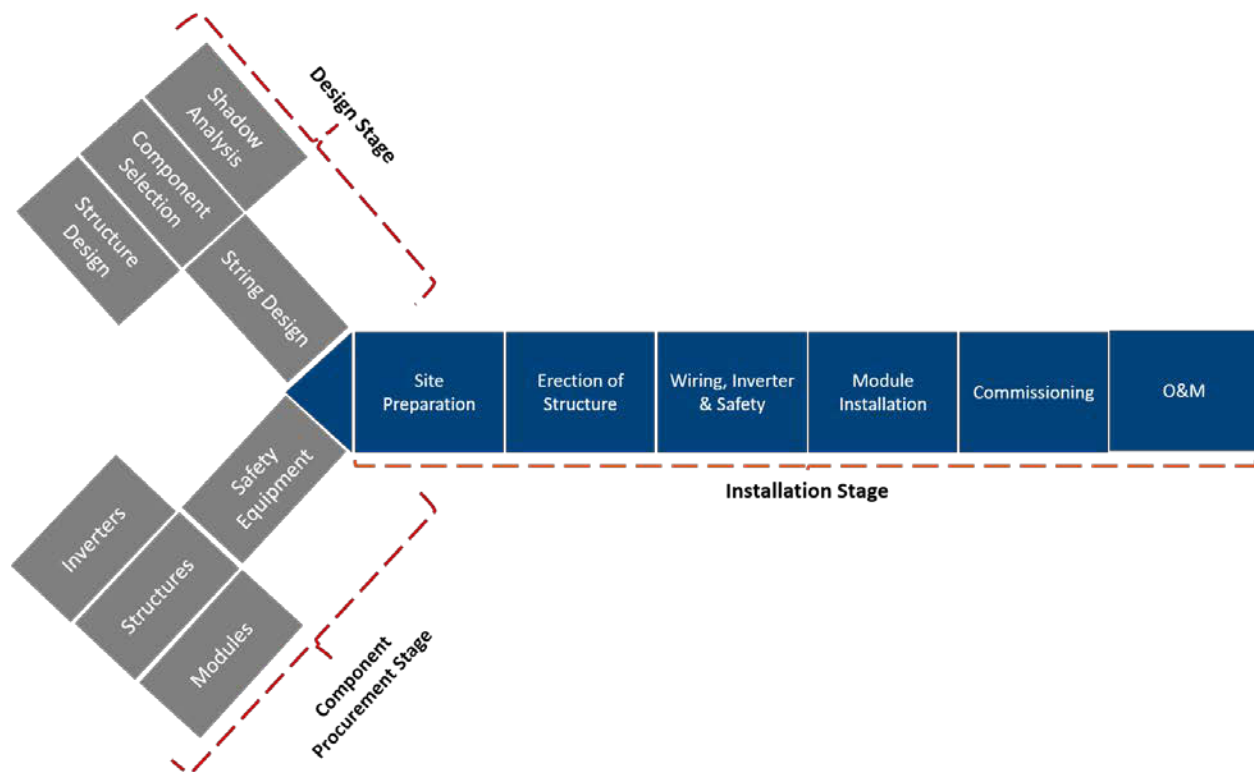 Design Stage
Shadow
Analysis
Component
Selection
Structure
Design
String Design
Site
Preparation
Erection of
Structure
Wiring, Inverter
& Safety
Module
Installation
Commissioning
O&M
Installation Stage
Safety
Equipment
Inverters
Structures
Modules
Component
Procurement Stage